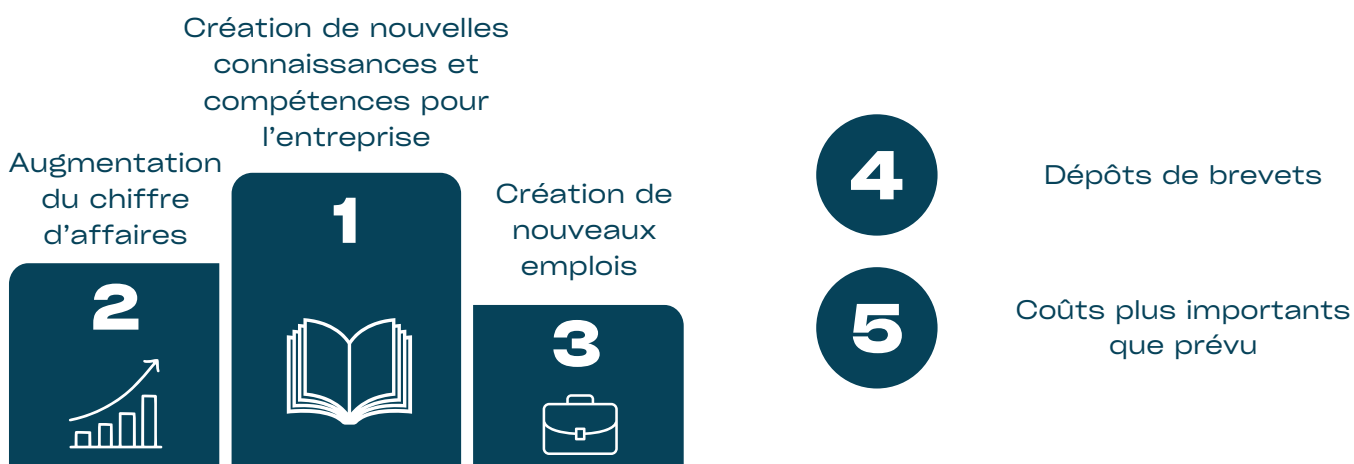 Création de nouvelles
connaissances et
compétences pour
l’entreprise
1
Augmentation
du chiffre
d’affaires
2
Création de
nouveaux
emplois
3
4
Dépôts de brevets
5
Coûts plus importants
que prévu